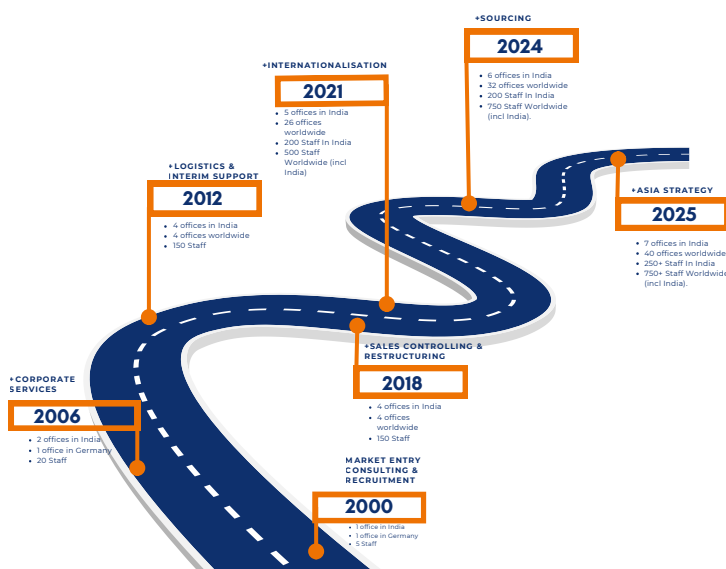 +SOURCING
2024
6 offices in India
32 offices worldwide
200 Staff In India
750 Staff Worldwide
(incl India).
+INTERNATIONALISATION
2021
5 offices in India
26 offices
worldwide
200 Staff In India
500 Staff
Worldwide (incl
India)
+LOGISTICS &
INTERIM SUPPORT
2012
4 offices in India
4 offices worldwide
150 Staff
+ASIA STRATEGY
2025
7 offices in India
40 offices worldwide
250+ Staff In India
750+ Staff Worldwide
(incl India).
+SALES CONTROLLING &
RESTRUCTURING
2018
4 offices in India
4 offices
worldwide
150 Staff
+CORPORATE
SERVICES
2006
2 offices in India
1 office in Germany
20 Staff
MARKET ENTRY
CONSULTING &
RECRUITMENT
2000
1 office in India
1 office in Germany
5 Staff